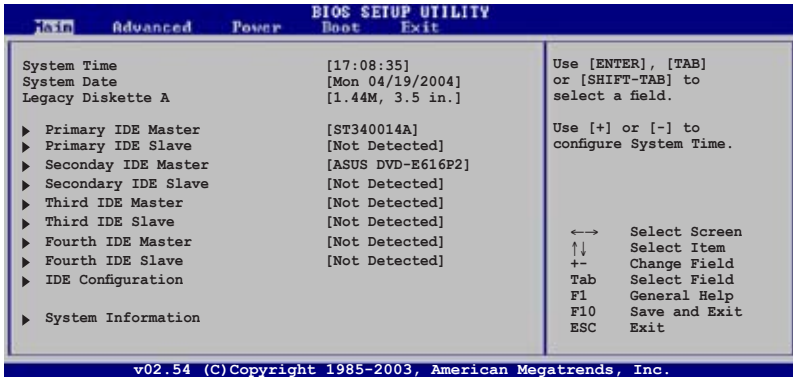 BIOS SETUP UTILITY
Main Advanced Power Boot Exit
System Time [17:08:35]
System Date [Mon 04/19/2004]
Legacy Diskette A [1.44M, 3.5 in.]
Primary IDE Master [ST340014A]
Primary IDE Slave [Not Detected]
Seconday IDE Master [ASUS DVD-E616P2]
Secondary IDE Slave [Not Detected]
Third IDE Master [Not Detected]
Third IDE Slave [Not Detected]
Fourth IDE Master [Not Detected]
Fourth IDE Slave [Not Detected]
IDE Configuration
System Information
Use [ENTER], [TAB]
or [SHIFT-TAB] to
select a field.
Use [+] or [-] to
configure System Time.
←→ Select Screen
↑↓ Select Item
+- Change Field
Tab Select Field
F1 General Help
F10 Save and Exit
ESC Exit
v02.54 (C)Copyright 1985-2003, American Megatrends, Inc.